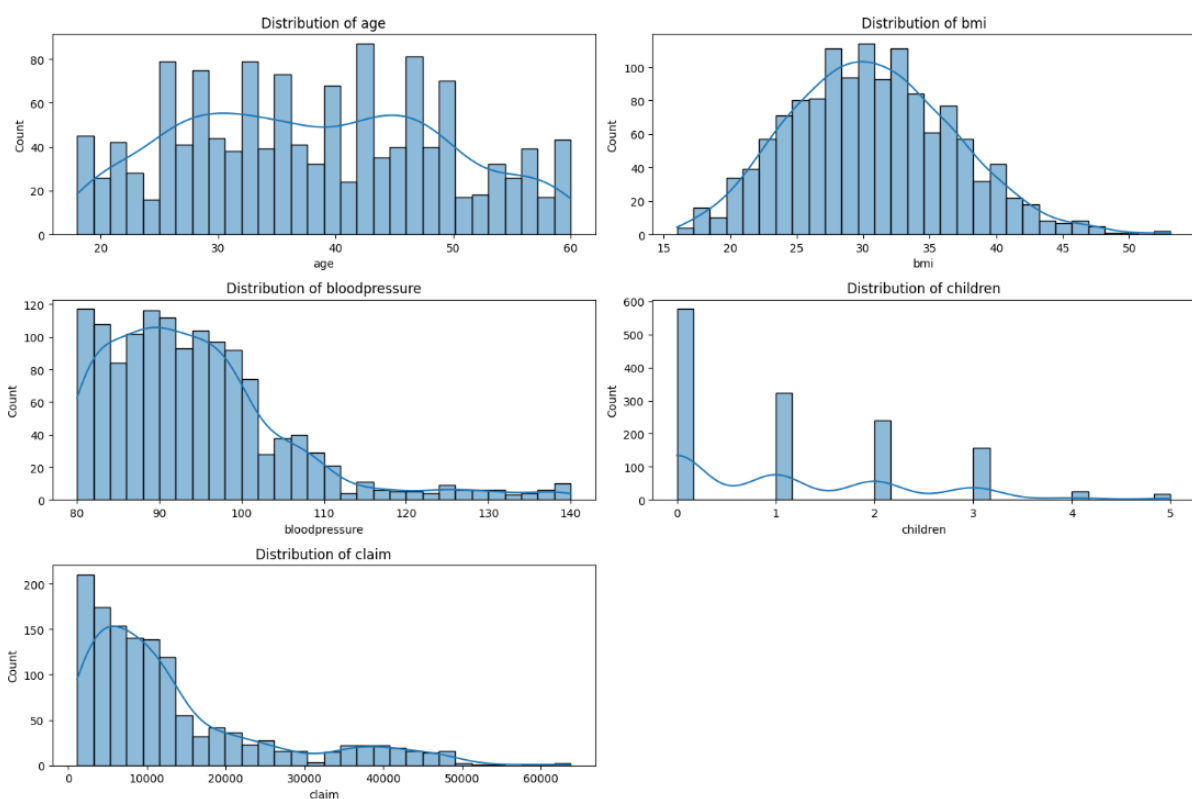 Distribution of age
80
60
40
20
0
Count
20 30 40 50 60
age
Distribution of bmi
100
80
60
40
20
0
Count
15 20 25 30 35 40 45 50
bmi
Distribution of bloodpressure
120
100
80
60
40
20
0
Count
80 90 100 110 120 130 140
bloodpressure
Distribution of children
600
500
400
300
200
100
0
Count
0 1 2 3 4 5
children
Distribution of claim
200
150
100
50
0
Count
0 10000 20000 30000 40000 50000 60000
claim